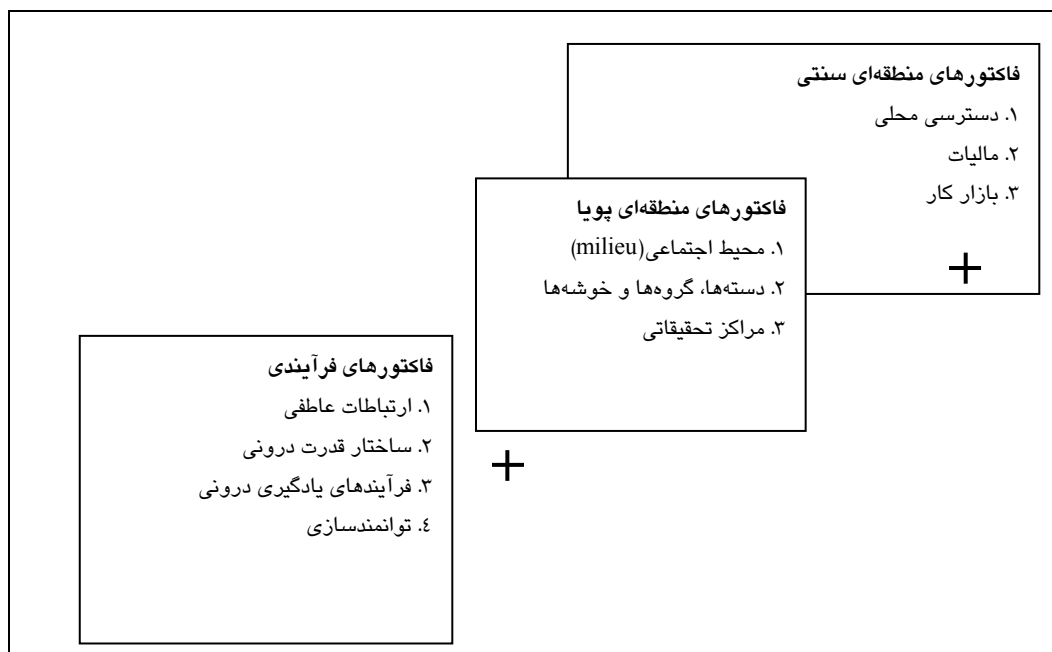 فاکتورهای منطقه‌ای سنتی
۱. دسترسی محلی
۲. مالیات
۳. بازار کار
+
فاکتورهای منطقه‌ای پویا
۱. محیط اجتماعی(milieu)
۲. دسته‌ها، گروه‌ها و خوشه‌ها
۳. مراکز تحقیقاتی
+
فاکتورهای فرآیندی
۱. ارتباطات عاطفی
۲. ساختار قدرت درونی
۳. فرآیندهای یادگیری درونی
٤. توانمندسازی